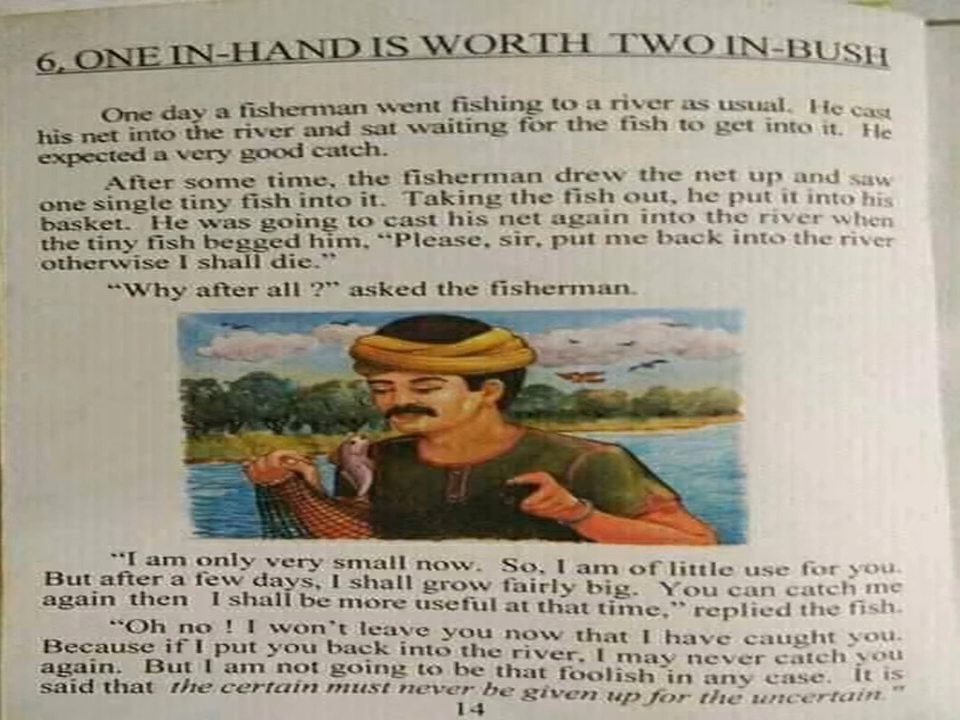 6, ONE IN-HAND IS WORTH TWO IN-BUSH
One day a fisherman went fishing to a river as usual. He cast
his net into the river and sat waiting for the fish to get into it. He
expected a very good catch.
After some time, the fisherman drew the net up and saw
one single tiny fish into it. Taking the fish out, he put it into his
basket. He was going to cast his net again into the river when
the tiny fish begged him, “Please, sir, put me back into the river
otherwise I shall die.”
“Why after all ?” asked the fisherman.
“I am only very small now. So, I am of little use for you.
But after a few days, I shall grow fairly big. You can catch me
again then I shall be more useful at that time,” replied the fish.
“Oh no ! I won’t leave you now that I have caught you.
Because if I put you back into the river, I may never catch you
again. But I am not going to be that foolish in any case. It is
said that the certain must never be given up for the uncertain.”
14